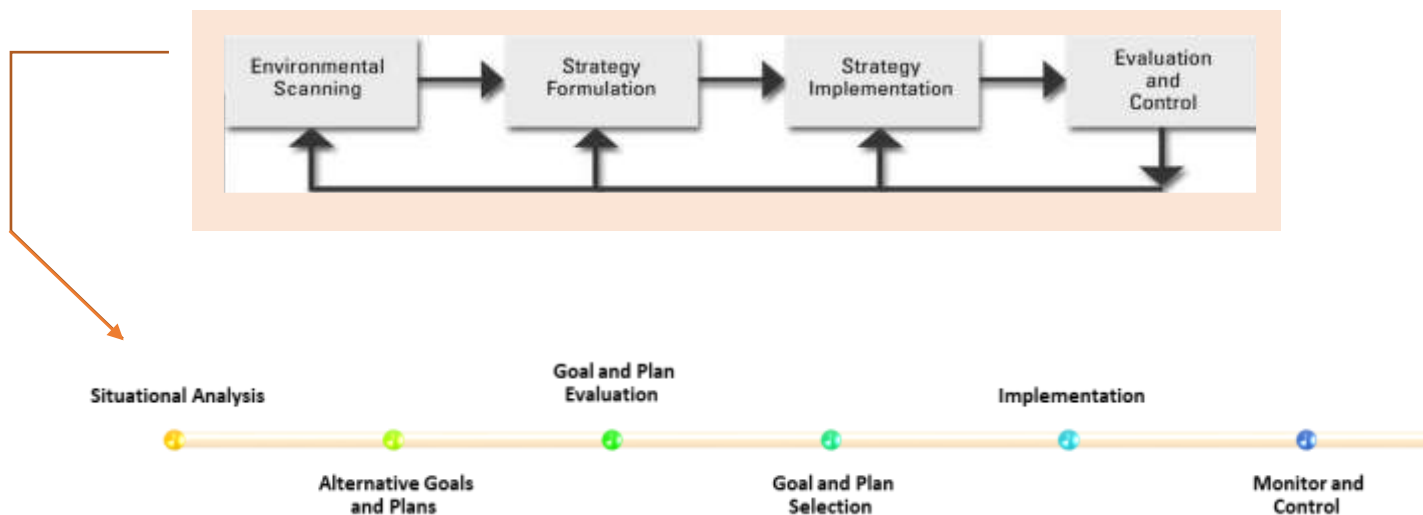 Environmental
Scanning
Strategy
Formulation
Strategy
Implementation
Evaluation
and
Control
Situational Analysis
Alternative Goals
and Plans
Goal and Plan
Evaluation
Goal and Plan
Selection
Implementation
Monitor and
Control